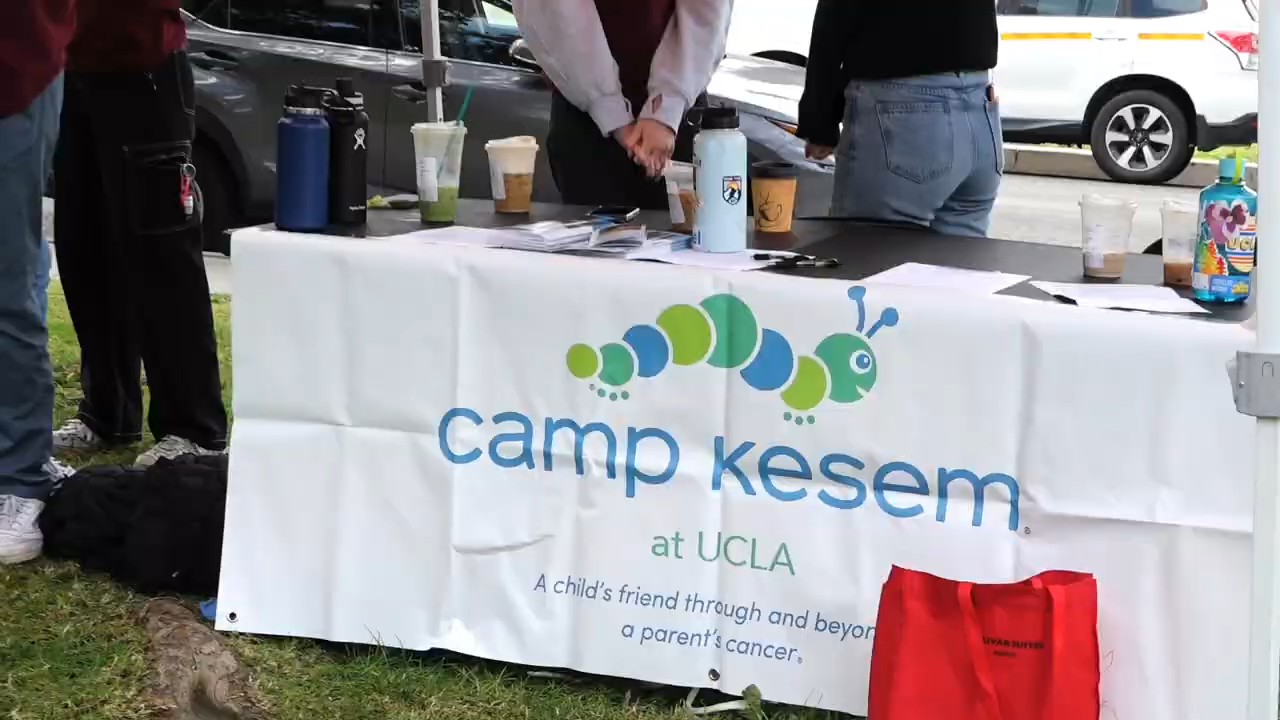 camp kesem
at UCLA
A child's friend through and beyon
a parent's cancer.